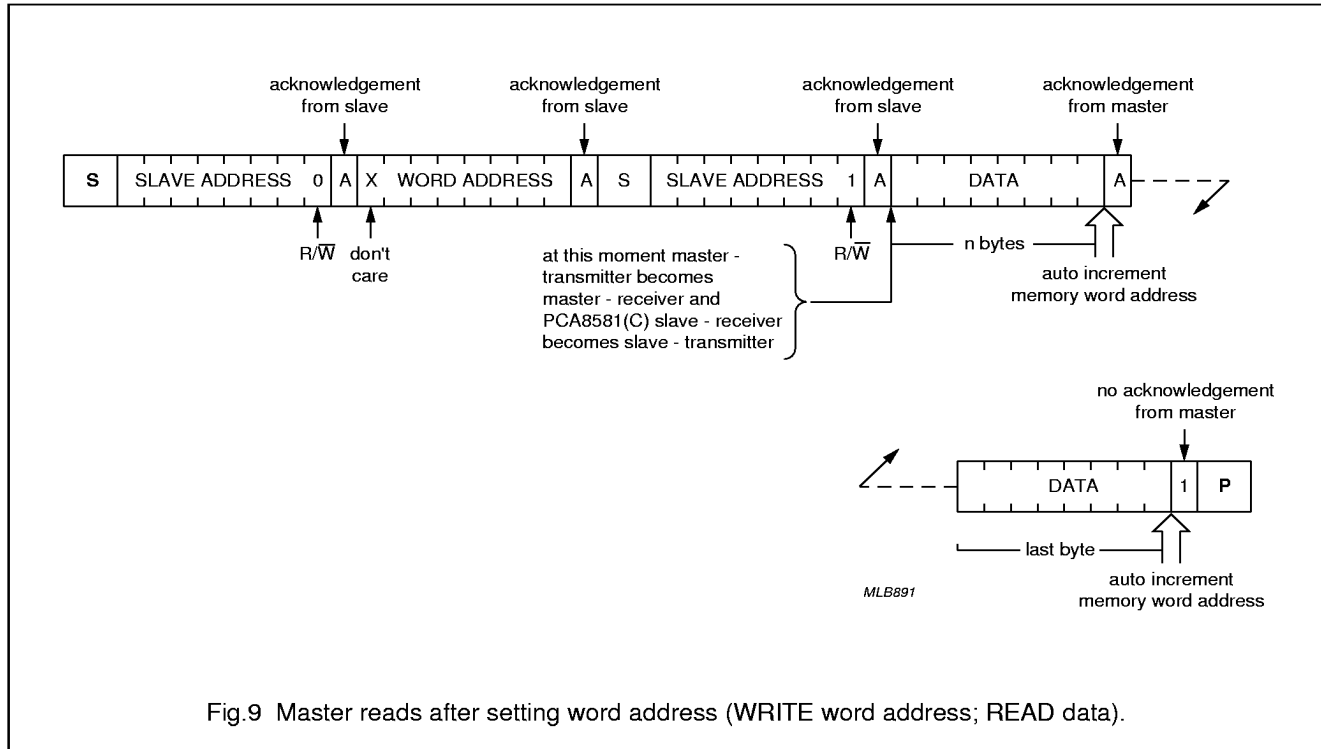 acknowledgement
from slave
acknowledgement
from slave
acknowledgement
from slave
acknowledgement
from master
S SLAVE ADDRESS 0 A X WORD ADDRESS A S SLAVE ADDRESS 1 A DATA A
R/W̅
don't
care
at this moment master -
transmitter becomes
master - receiver and
PCA8581(C) slave - receiver
becomes slave - transmitter
R/W̅
n bytes
auto increment
memory word address
no acknowledgement
from master
DATA 1 P
last byte
auto increment
memory word address
MLB891
Fig.9 Master reads after setting word address (WRITE word address; READ data).